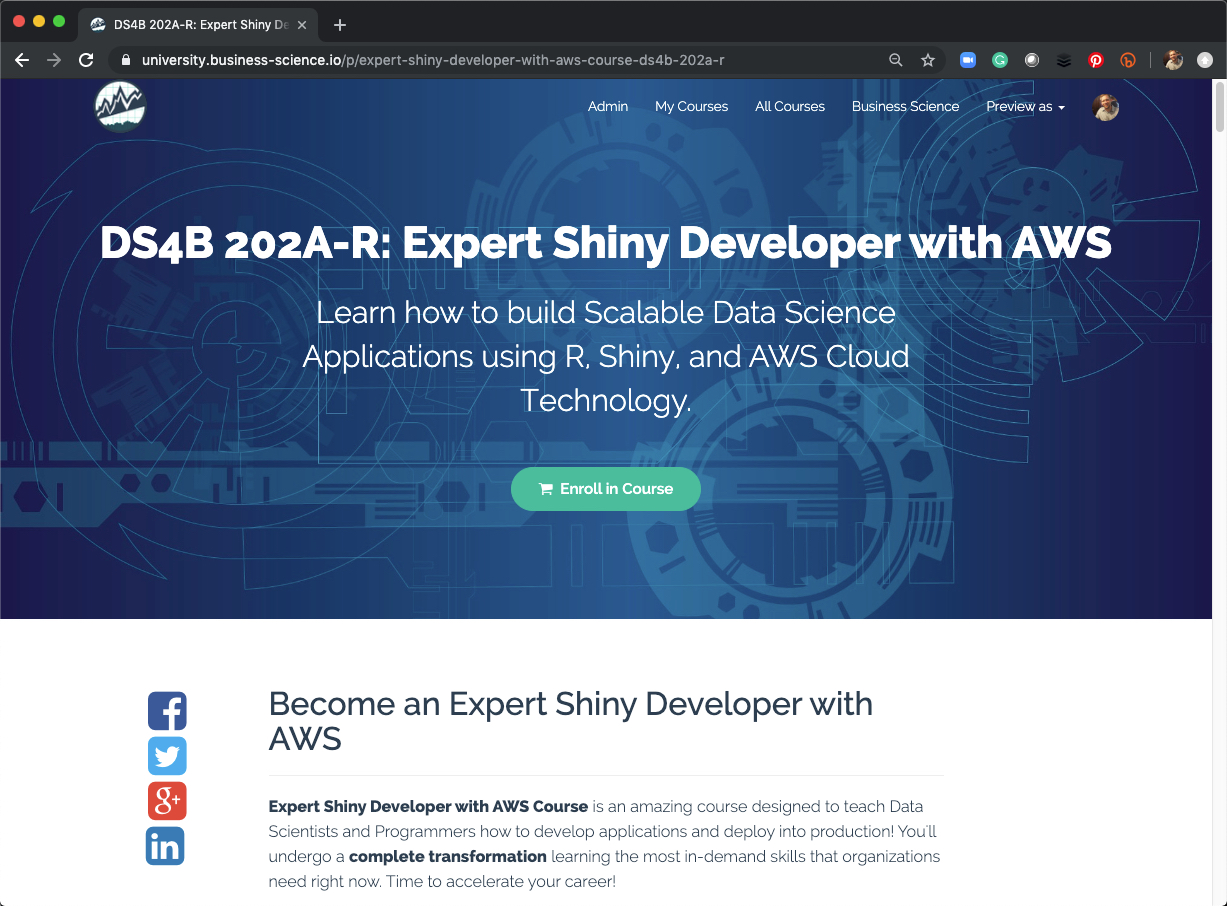 DS4B 202A-R: Expert Shiny De
university.business-science.io/p/expert-shiny-developer-with-aws-course-ds4b-202a-r
Admin My Courses All Courses Business Science Preview as
DS4B 202A-R: Expert Shiny Developer with AWS
Learn how to build Scalable Data Science
Applications using R, Shiny, and AWS Cloud
Technology.
Enroll in Course
Become an Expert Shiny Developer with
AWS
Expert Shiny Developer with AWS Course is an amazing course designed to teach Data
Scientists and Programmers how to develop applications and deploy into production! You'll
undergo a complete transformation learning the most in-demand skills that organizations
need right now. Time to accelerate your career!